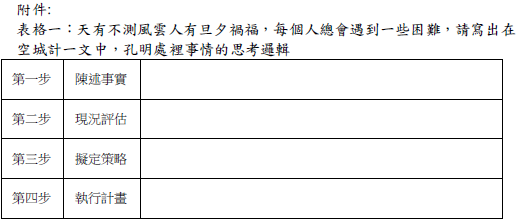 附件:
表格一：天有不測風雲人有旦夕禍福，每個人總會遇到一些困難，請寫出在
空城計一文中，孔明處裡事情的思考邏輯
第一步 陳述事實
第二步 現況評估
第三步 擬定策略
第四步 執行計畫